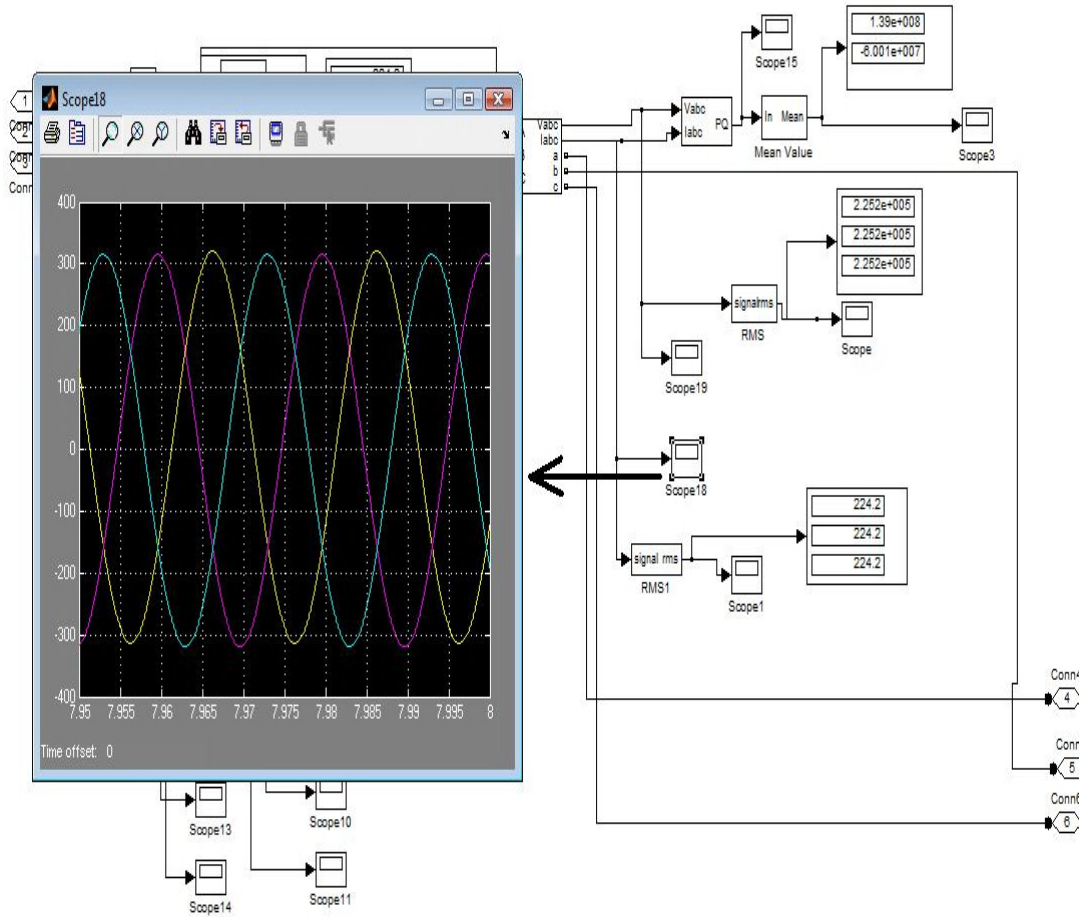 1.39e+008
-6.001e+007
Scope15
Vabc
Iabc
PQ
In Mean
Mean Value
Scope3
1
2
3
Conn
Vabc
Iabc
a
b
c
Scope18
400
300
200
100
0
-100
-200
-300
-400
7.95 7.955 7.96 7.965 7.97 7.975 7.98 7.985 7.99 7.995 8
Time offset: 0
2.252e+005
2.252e+005
2.252e+005
signalrms
RMS
Scope
Scope19
Scope18
224.2
224.2
224.2
signal rms
RMS1
Scope1
Conn4
4
Conn
5
Conn6
6
Scope13
Scope10
Scope14
Scope11